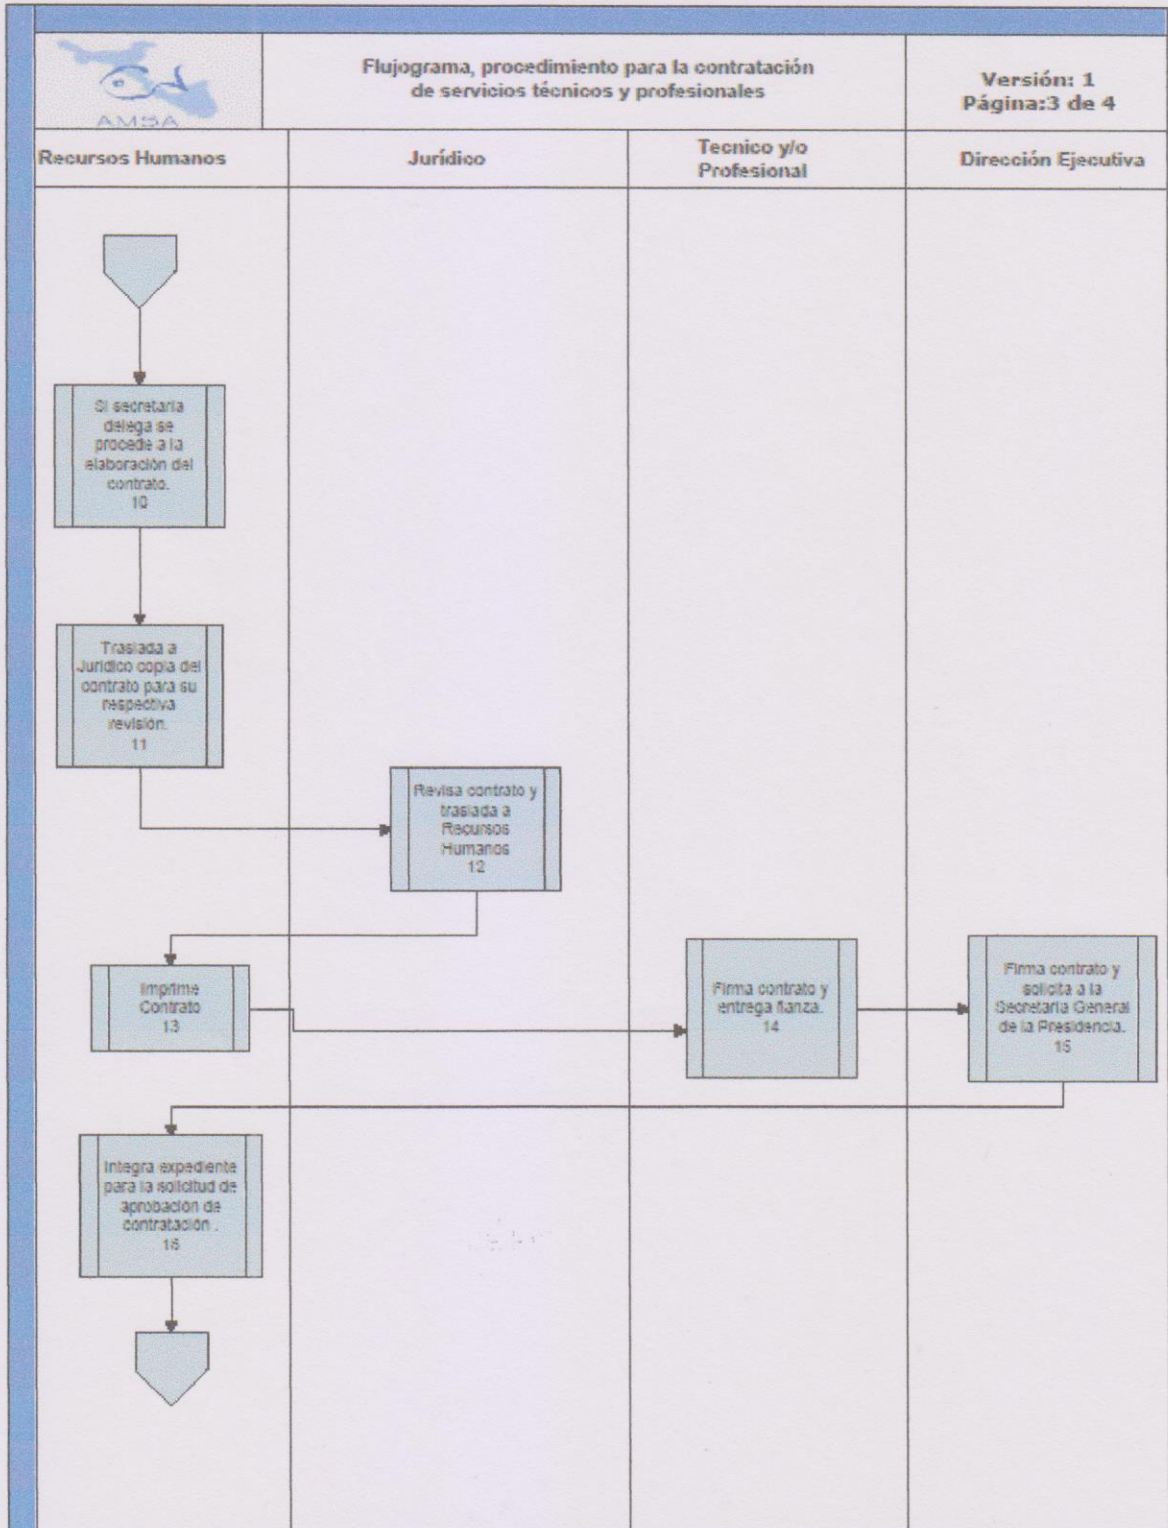 AMSA
Flujograma, procedimiento para la contratación
de servicios técnicos y profesionales
Versión: 1
Página:3 de 4
Recursos Humanos
Jurídico
Tecnico y/o
Profesional
Dirección Ejecutiva
Si secretaria
delega se
procede a la
elaboración del
contrato.
10
Traslada a
Jurídico copia del
contrato para su
respectiva
revisión.
11
Revisa contrato y
traslada a
Recursos
Humanos
12
Imprime
Contrato
13
Firma contrato y
entrega fianza.
14
Firma contrato y
solicita a la
Secretaria General
de la Presidencia.
15
Integra expediente
para la solicitud de
aprobación de
contratación .
16